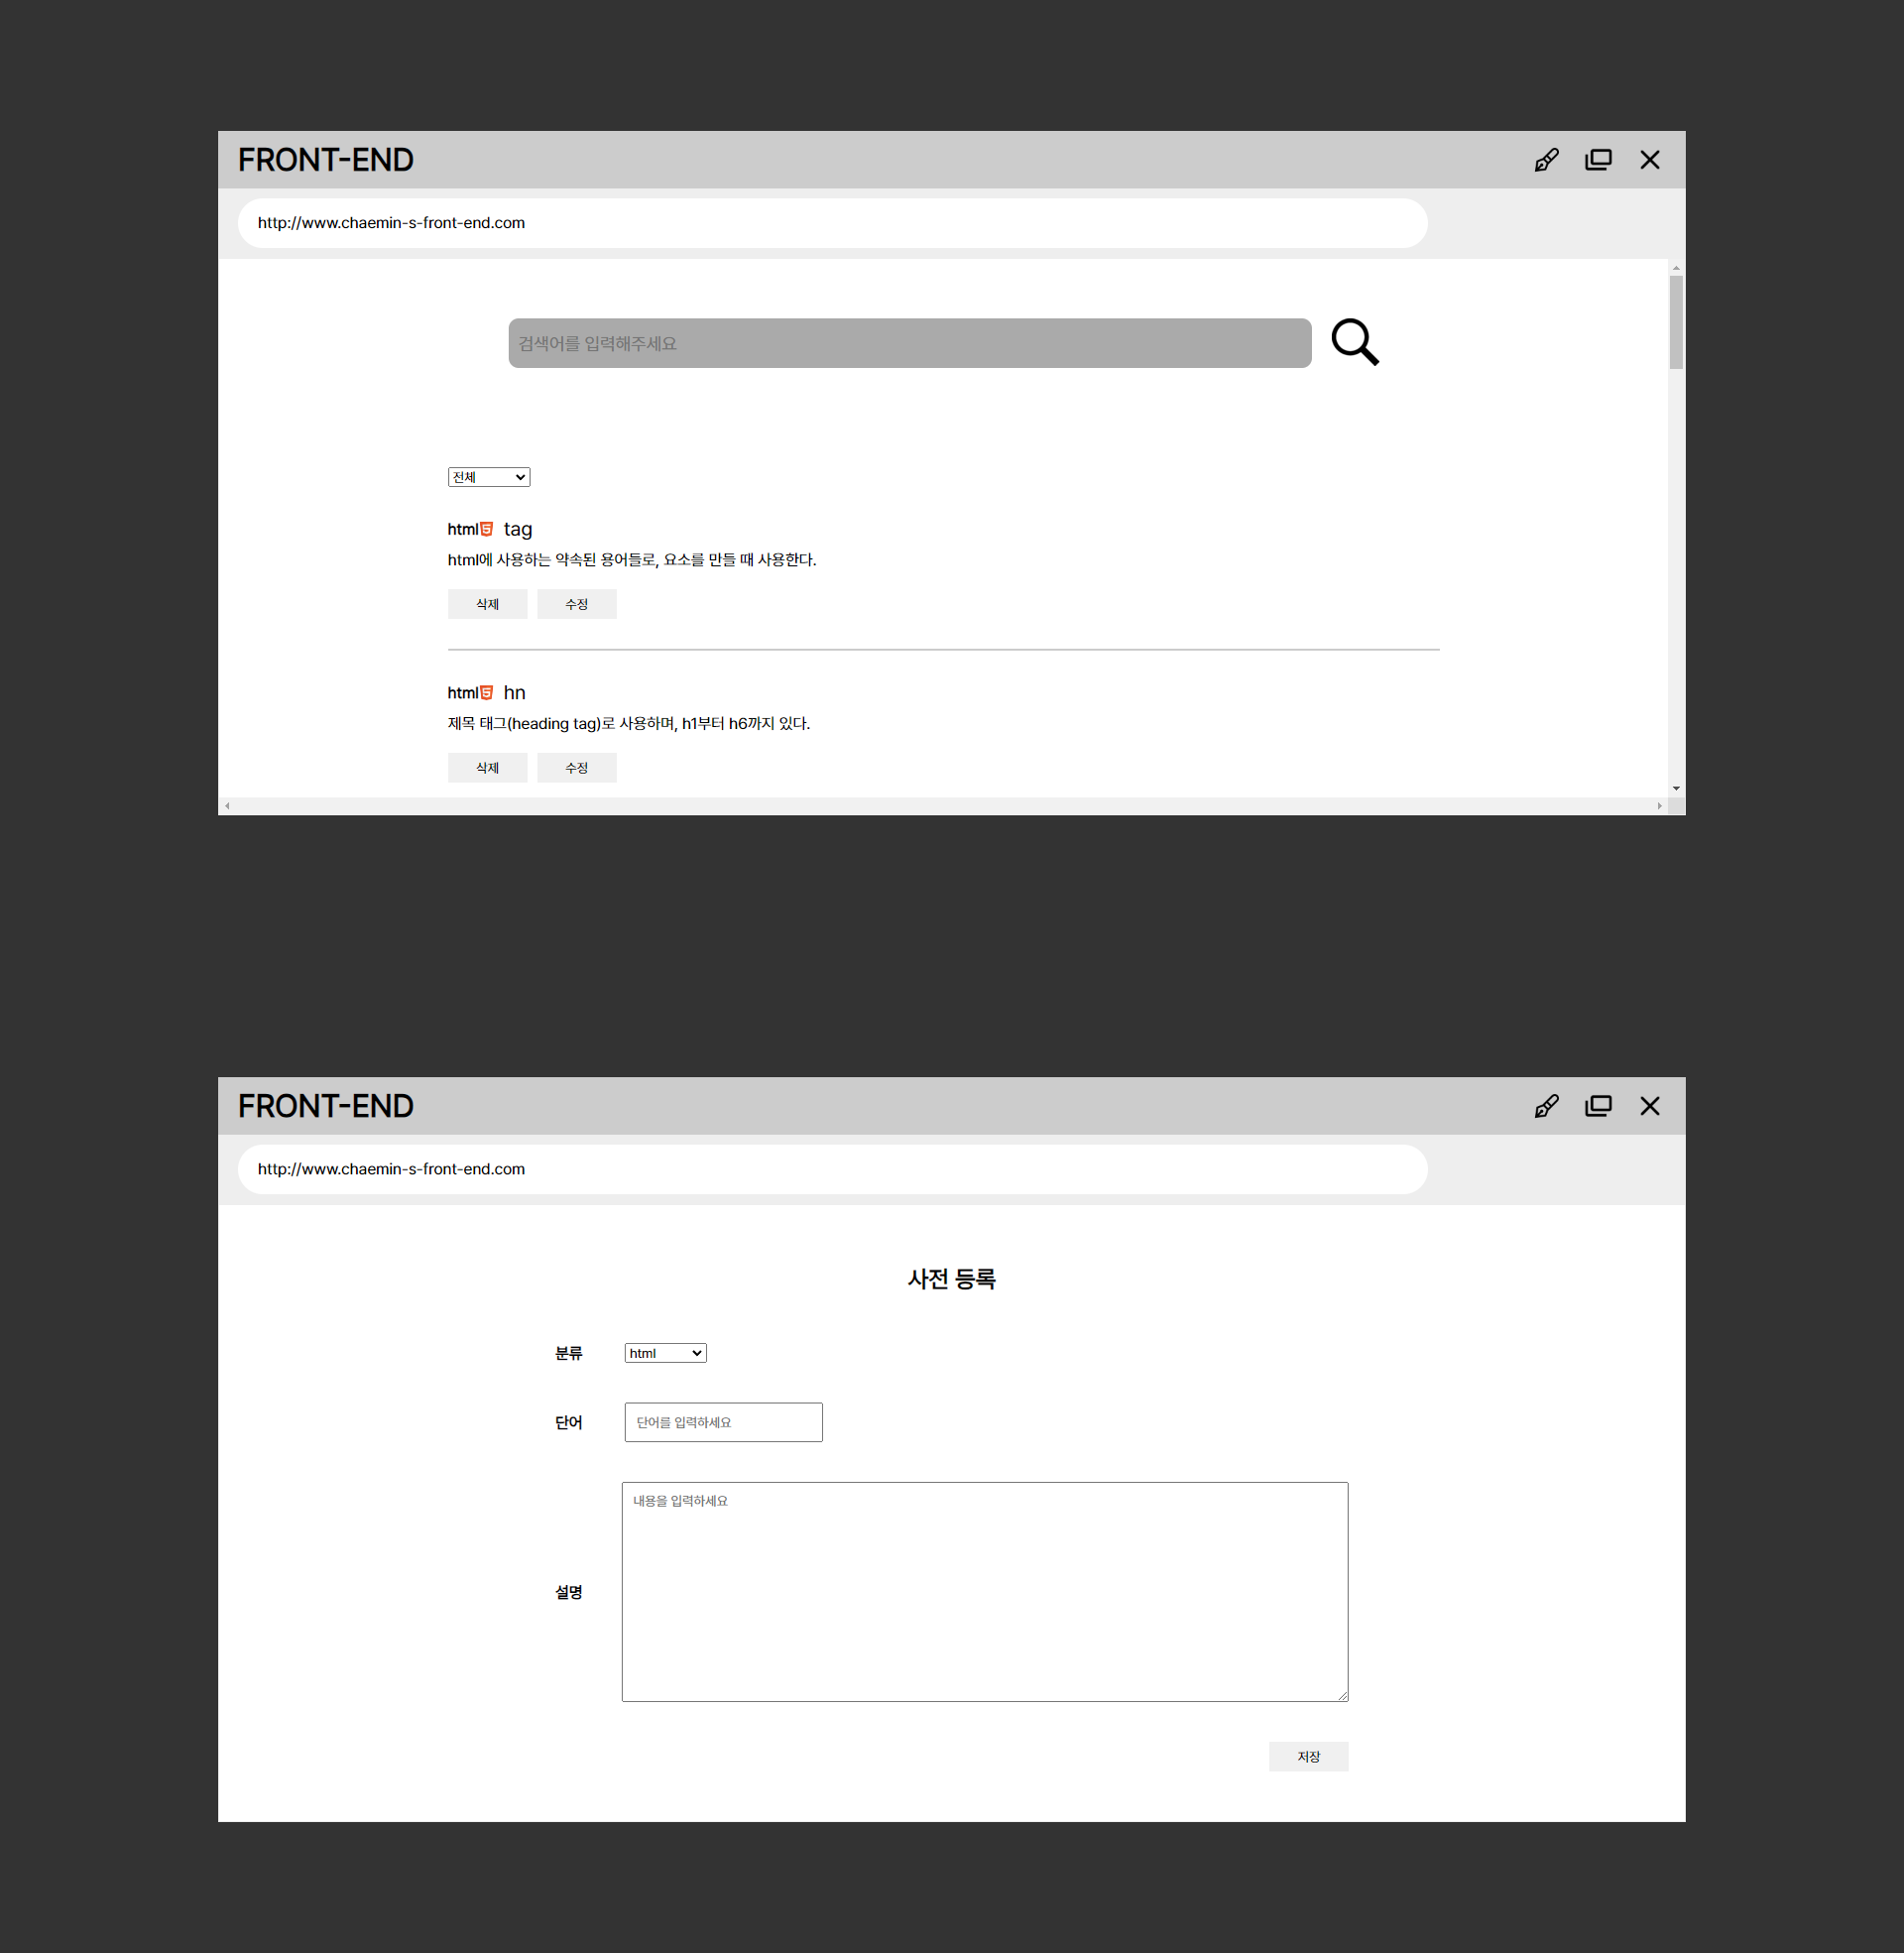 FRONT-END
http://www.chaemin-s-front-end.com
검색어를 입력해주세요
전체
html tag
html에 사용하는 약속된 용어들로, 요소를 만들 때 사용한다.
삭제 수정
html hn
제목 태그(heading tag)로 사용하며, h1부터 h6까지 있다.
삭제 수정
FRONT-END
http://www.chaemin-s-front-end.com
사전 등록
분류 html
단어 단어를 입력하세요
내용을 입력하세요
설명
저장